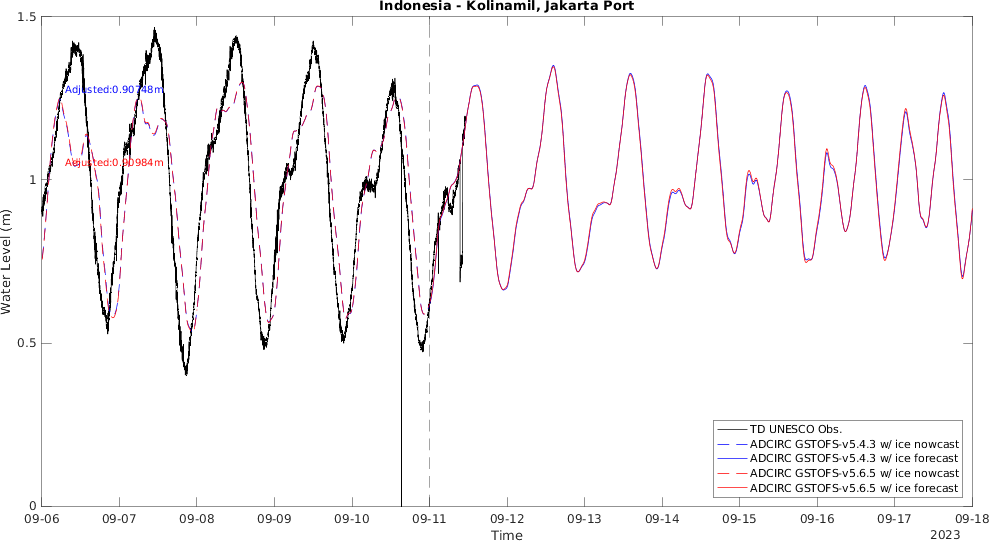 Indonesia - Kolinamil, Jakarta Port
1.5
1
0.5
0
Water Level (m)
Adjusted:0.90748m
Adjusted:0.90984m
TD UNESCO Obs.
ADCIRC GSTOFS-v5.4.3 w/ ice nowcast
ADCIRC GSTOFS-v5.4.3 w/ ice forecast
ADCIRC GSTOFS-v5.6.5 w/ ice nowcast
ADCIRC GSTOFS-v5.6.5 w/ ice forecast
09-06 09-07 09-08 09-09 09-10 09-11 09-12 09-13 09-14 09-15 09-16 09-17 09-18
Time
2023